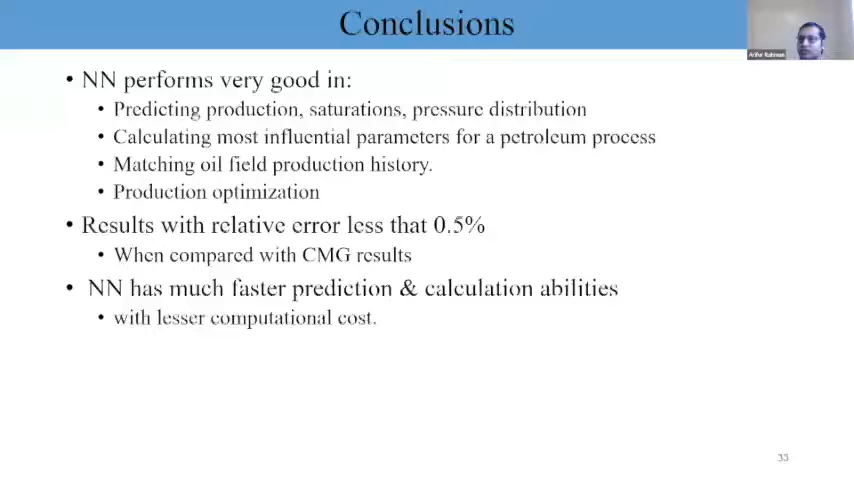 Conclusions
Arifur Rahman
• NN performs very good in:
• Predicting production, saturations, pressure distribution
• Calculating most influential parameters for a petroleum process
• Matching oil field production history.
• Production optimization
• Results with relative error less that 0.5%
• When compared with CMG results
• NN has much faster prediction & calculation abilities
• with lesser computational cost.
33